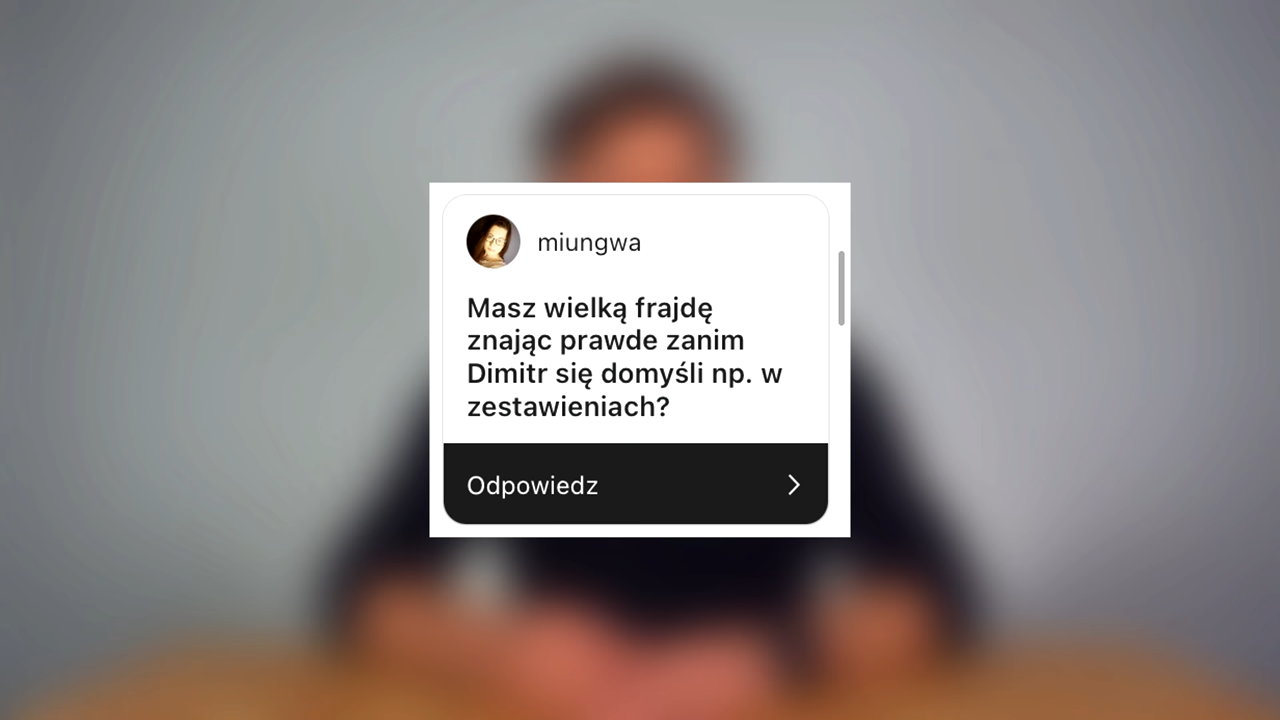 miungwa
Masz wielką frajdę
znając prawde zanim
Dimitr się domyśli np. w
zestawieniach?
Odpowiedz